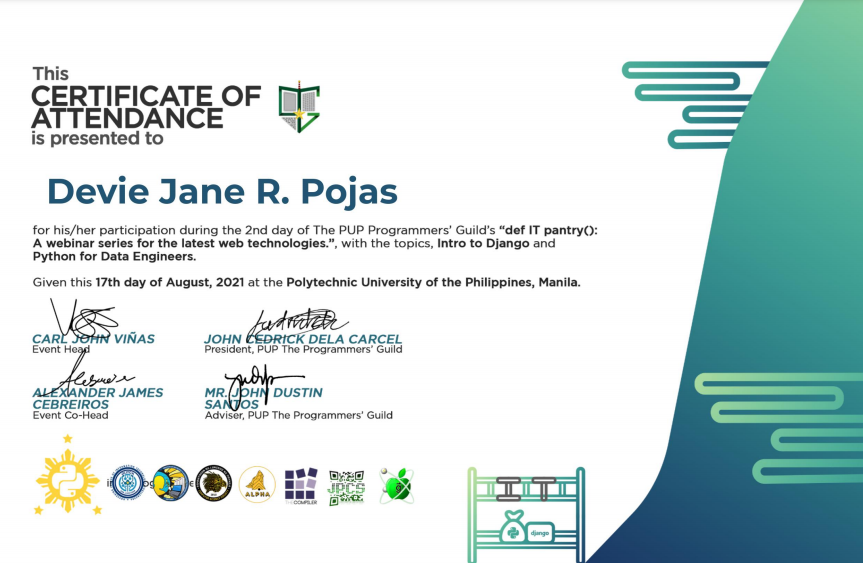 This
CERTIFICATE OF
ATTENDANCE
is presented to
Devie Jane R. Pojas
for his/her participation during the 2nd day of The PUP Programmers' Guild's “def IT pantry():
A webinar series for the latest web technologies.”, with the topics, Intro to Django and
Python for Data Engineers.
Given this 17th day of August, 2021 at the Polytechnic University of the Philippines, Manila.
CARL JOHN VIÑAS
Event Head
JOHN CEDRICK DELA CARCEL
President, PUP The Programmers' Guild
ALEXANDER JAMES
CEBREIROS
Event Co-Head
MR. JOHN DUSTIN
SANTOS
Adviser, PUP The Programmers' Guild
ALPHA
THE COMPILER
JPCS
IT
django